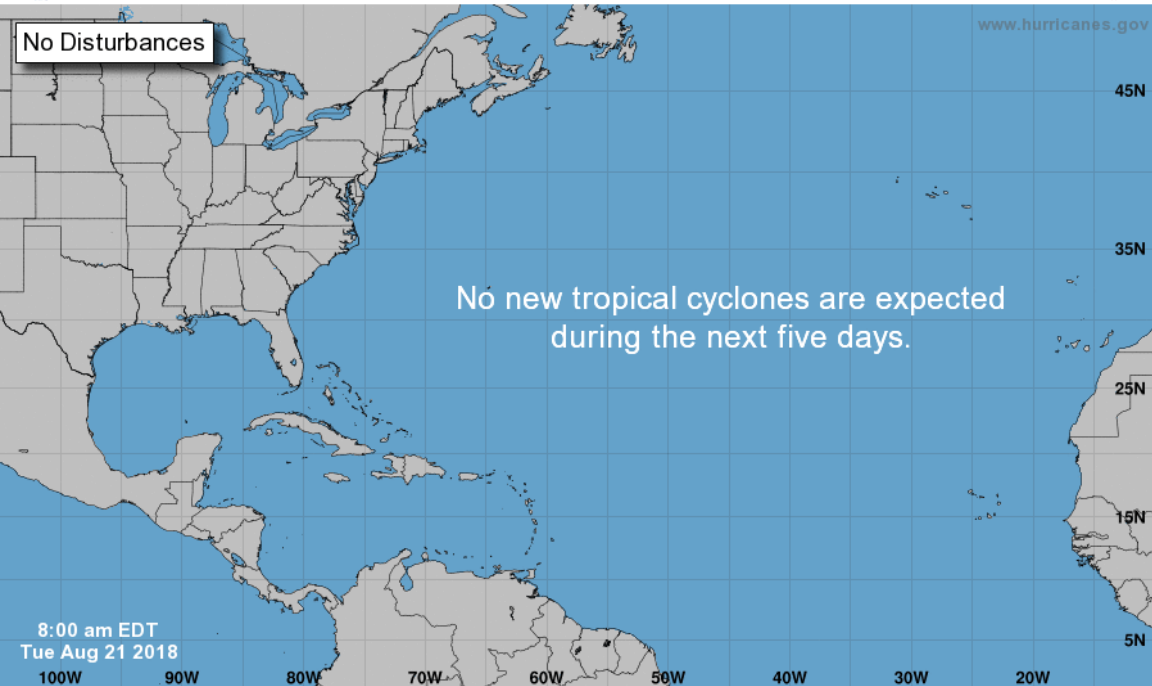 No Disturbances
www.hurricanes.gov
45N
35N
No new tropical cyclones are expected
during the next five days.
25N
15N
8:00 am EDT
Tue Aug 21 2018
5N
100W 90W 80W 70W 60W 50W 40W 30W 20W